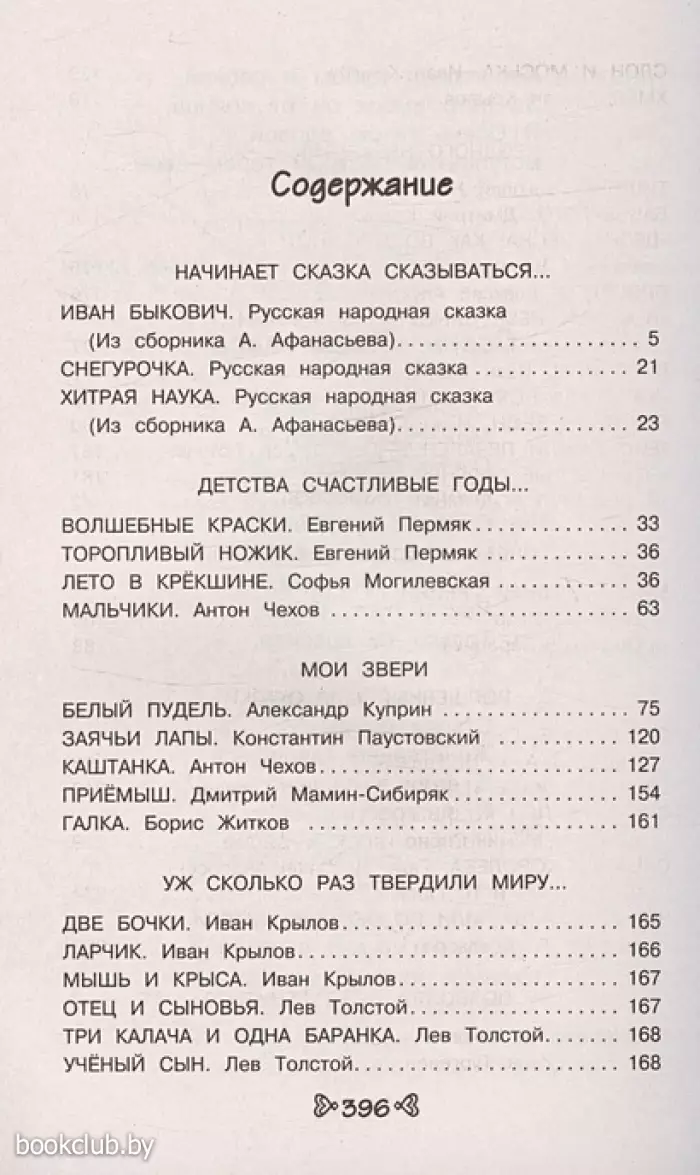 Содержание
НАЧИНАЕТ СКАЗКА СКАЗЫВАТЬСЯ...
ИВАН БЫКОВИЧ. Русская народная сказка
(Из сборника А. Афанасьева)........................ 5
СНЕГУРОЧКА. Русская народная сказка .............. 21
ХИТРАЯ НАУКА. Русская народная сказка
(Из сборника А. Афанасьева)........................ 23
ДЕТСТВА СЧАСТЛИВЫЕ ГОДЫ...
ВОЛШЕБНЫЕ КРАСКИ. Евгений Пермяк.............. 33
ТОРОПЛИВЫЙ НОЖИК. Евгений Пермяк.............. 36
ЛЕТО В КРЁКШИНЕ. Софья Могилевская ............ 36
МАЛЬЧИКИ. Антон Чехов ............................ 63
МОИ ЗВЕРИ
БЕЛЫЙ ПУДЕЛЬ. Александр Куприн ................. 75
ЗАЯЧЬИ ЛАПЫ. Константин Паустовский ........... 120
КАШТАНКА. Антон Чехов............................. 127
ПРИЁМЫШ. Дмитрий Мамин-Сибиряк................ 154
ГАЛКА. Борис Житков .............................. 161
УЖ СКОЛЬКО РАЗ ТВЕРДИЛИ МИРУ...
ДВЕ БОЧКИ. Иван Крылов........................... 165
ЛАРЧИК. Иван Крылов............................... 166
МЫШЬ И КРЫСА. Иван Крылов...................... 167
ОТЕЦ И СЫНОВЬЯ. Лев Толстой..................... 167
ТРИ КАЛАЧА И ОДНА БАРАНКА. Лев Толстой....... 168
УЧЁНЫЙ СЫН. Лев Толстой.......................... 168
396
bookclub.by